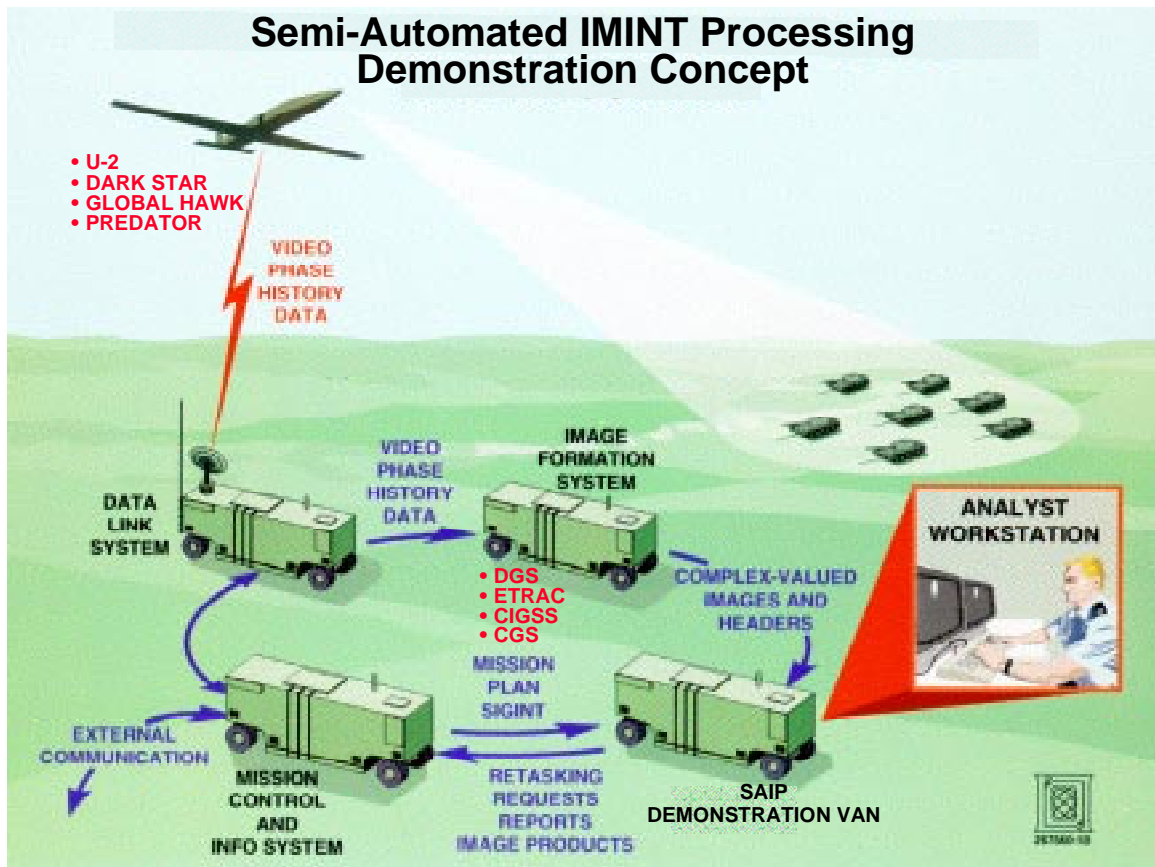 Semi-Automated IMINT Processing
Demonstration Concept
• U-2
• DARK STAR
• GLOBAL HAWK
• PREDATOR
VIDEO
PHASE
HISTORY
DATA
DATA
LINK
SYSTEM
VIDEO
PHASE
HISTORY
DATA
IMAGE
FORMATION
SYSTEM
• DGS
• ETRAC
• CIGSS
• CGS
COMPLEX-VALUED
IMAGES AND
HEADERS
ANALYST
WORKSTATION
MISSION
PLAN
SIGINT
EXTERNAL
COMMUNICATION
MISSION
CONTROL
AND
INFO SYSTEM
RETASKING
REQUESTS
REPORTS
IMAGE PRODUCTS
SAIP
DEMONSTRATION VAN